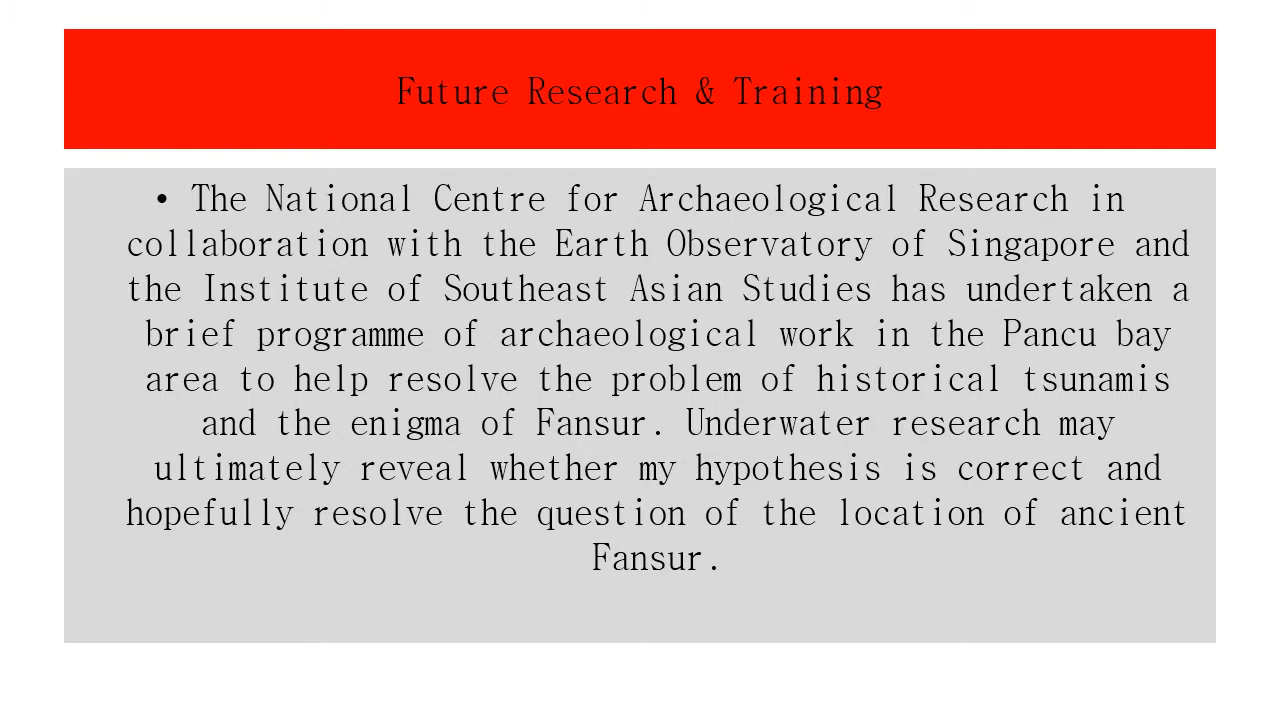 Future Research & Training
• The National Centre for Archaeological Research in
collaboration with the Earth Observatory of Singapore and
the Institute of Southeast Asian Studies has undertaken a
brief programme of archaeological work in the Pancu bay
area to help resolve the problem of historical tsunamis
and the enigma of Fansur. Underwater research may
ultimately reveal whether my hypothesis is correct and
hopefully resolve the question of the location of ancient
Fansur.